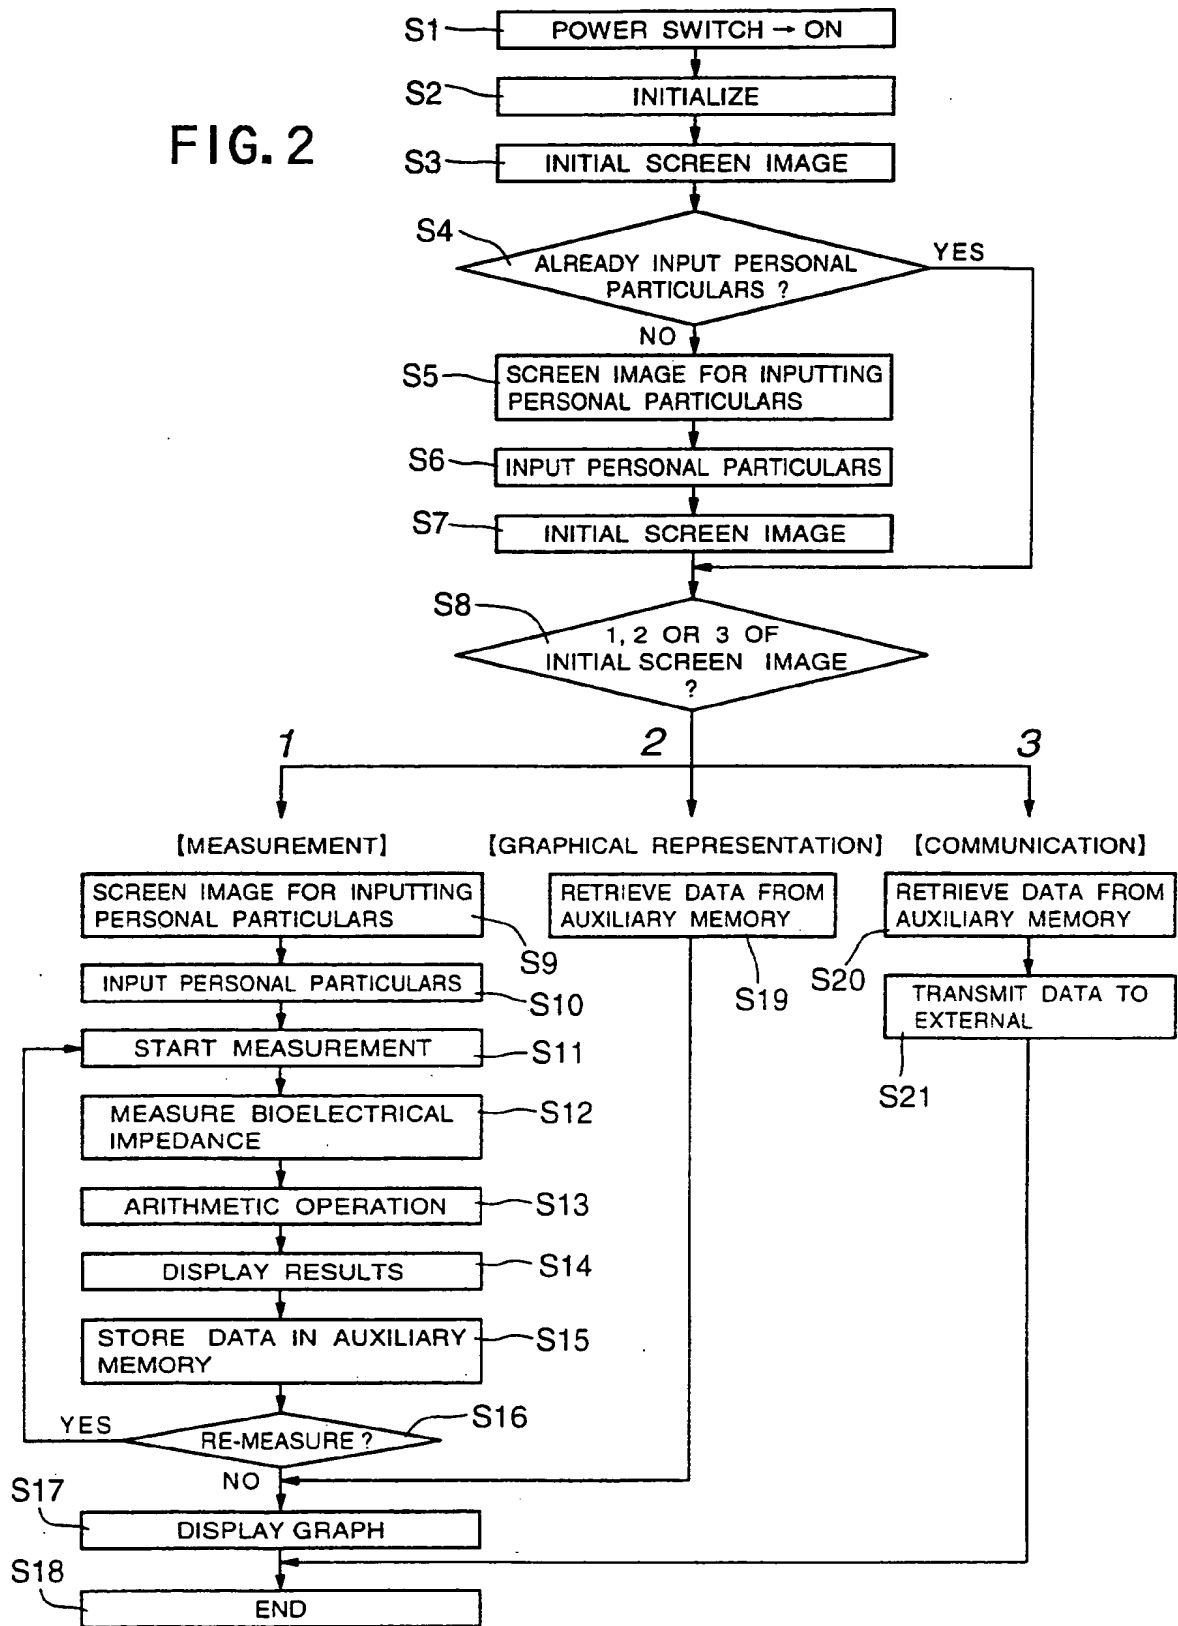 S1
POWER SWITCH → ON
S2
INITIALIZE
FIG. 2
S3
INITIAL SCREEN IMAGE
S4
YES
ALREADY INPUT PERSONAL
PARTICULARS ?
NO
S5
SCREEN IMAGE FOR INPUTTING
PERSONAL PARTICULARS
S6
INPUT PERSONAL PARTICULARS
S7
INITIAL SCREEN IMAGE
S8
1, 2 OR 3 OF
INITIAL SCREEN IMAGE
?
1
2
3
【MEASUREMENT】
【GRAPHICAL REPRESENTATION】
【COMMUNICATION】
SCREEN IMAGE FOR INPUTTING
PERSONAL PARTICULARS
S9
RETRIEVE DATA FROM
AUXILIARY MEMORY
S19
RETRIEVE DATA FROM
AUXILIARY MEMORY
S20
INPUT PERSONAL PARTICULARS
S10
TRANSMIT DATA TO
EXTERNAL
S21
START MEASUREMENT
S11
MEASURE BIOELECTRICAL
IMPEDANCE
S12
ARITHMETIC OPERATION
S13
DISPLAY RESULTS
S14
STORE DATA IN AUXILIARY
MEMORY
S15
YES
RE-MEASURE ?
S16
NO
S17
DISPLAY GRAPH
S18
END